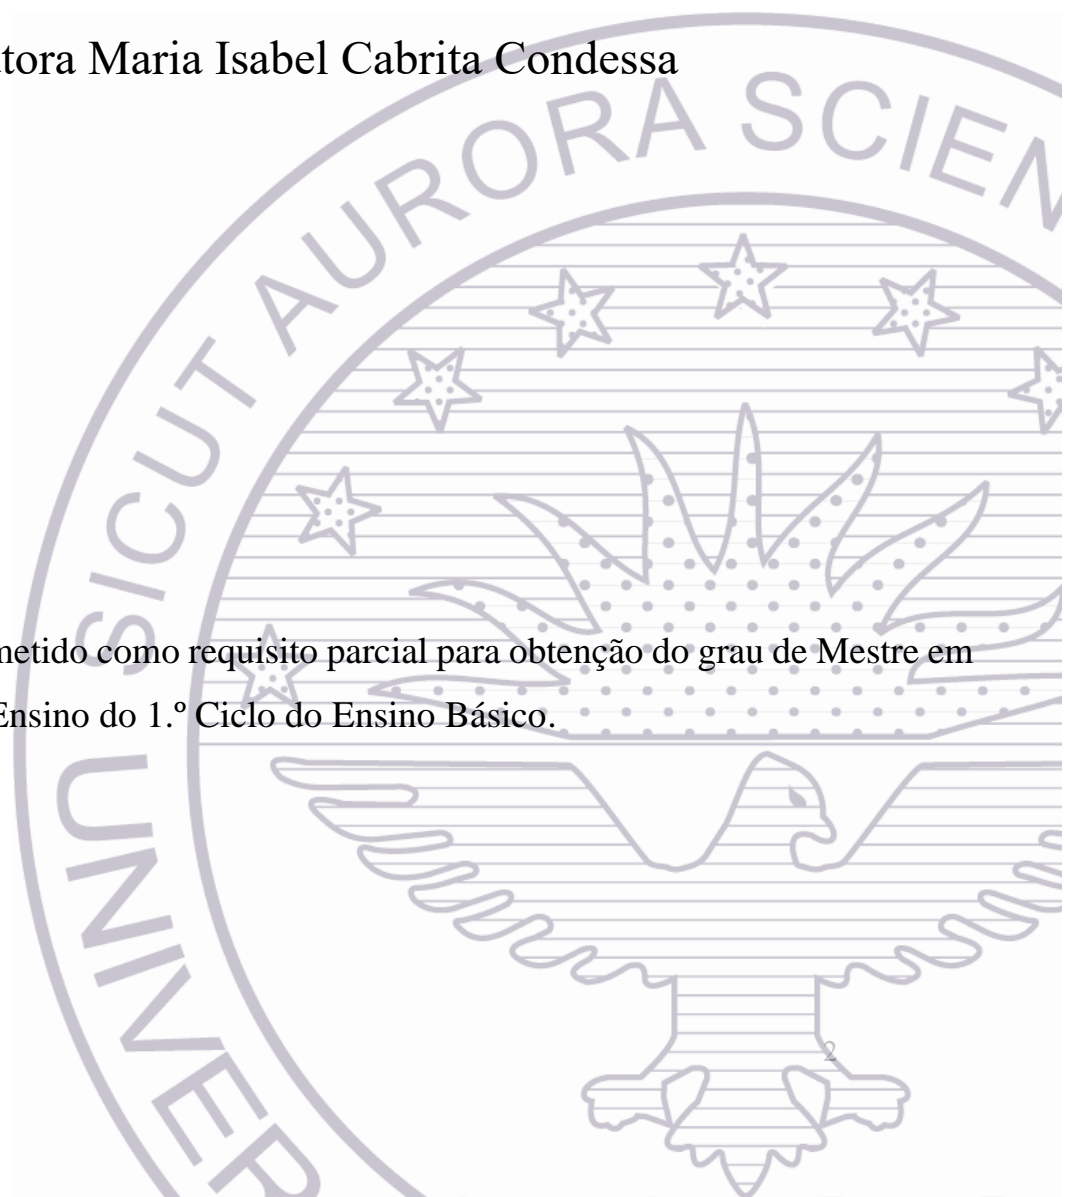 tora Maria Isabel Cabrita Condessa
SICUT AURORA SCIEN
metido como requisito parcial para obtenção do grau de Mestre em
Ensino do 1.º Ciclo do Ensino Básico.
UNIVER
2